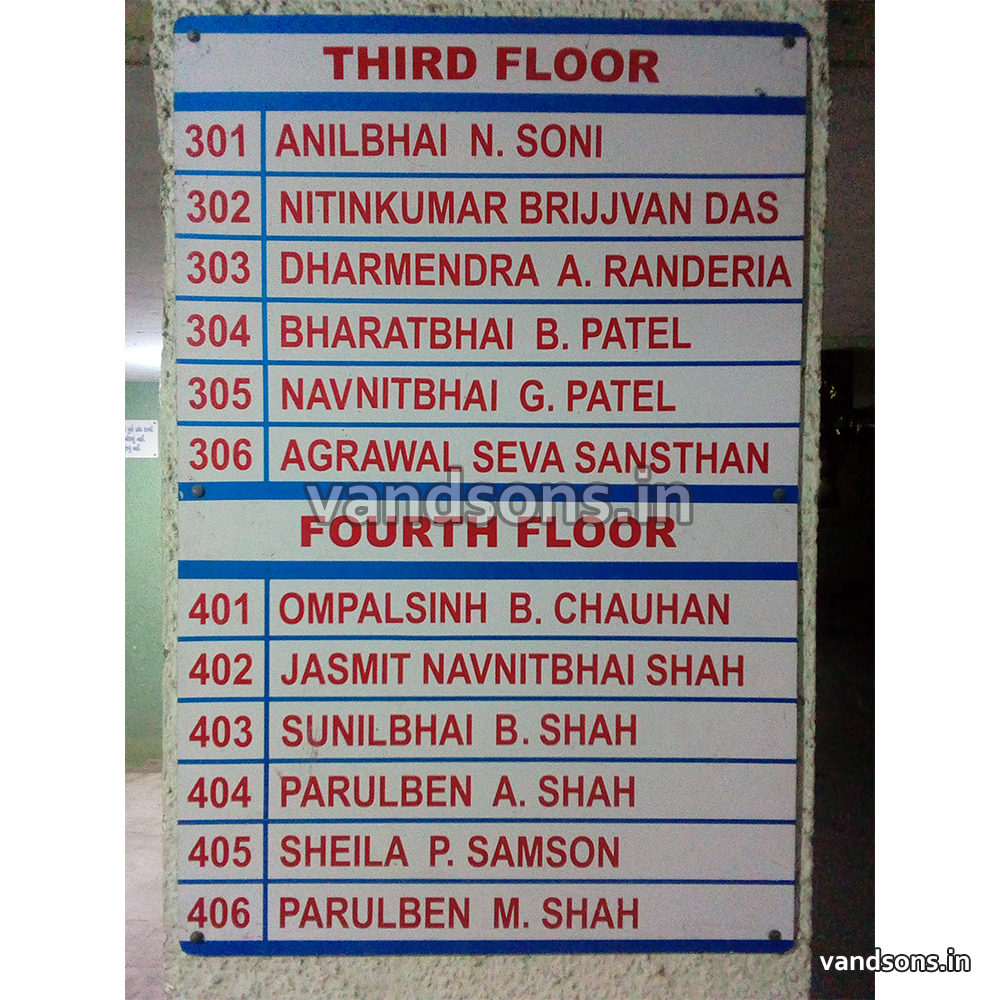 THIRD FLOOR
301 ANILBHAI N. SONI
302 NITINKUMAR BRIJJVAN DAS
303 DHARMENDRA A. RANDERIA
304 BHARATBHAI B. PATEL
305 NAVNITBHAI G. PATEL
306 AGRAWAL SEVA SANSTHAN
vandsons.in
FOURTH FLOOR
401 OMPALSINH B. CHAUHAN
402 JASMIT NAVNITBHAI SHAH
403 SUNILBHAI B. SHAH
404 PARULBEN A. SHAH
405 SHEILA P. SAMSON
406 PARULBEN M. SHAH
vandsons.in